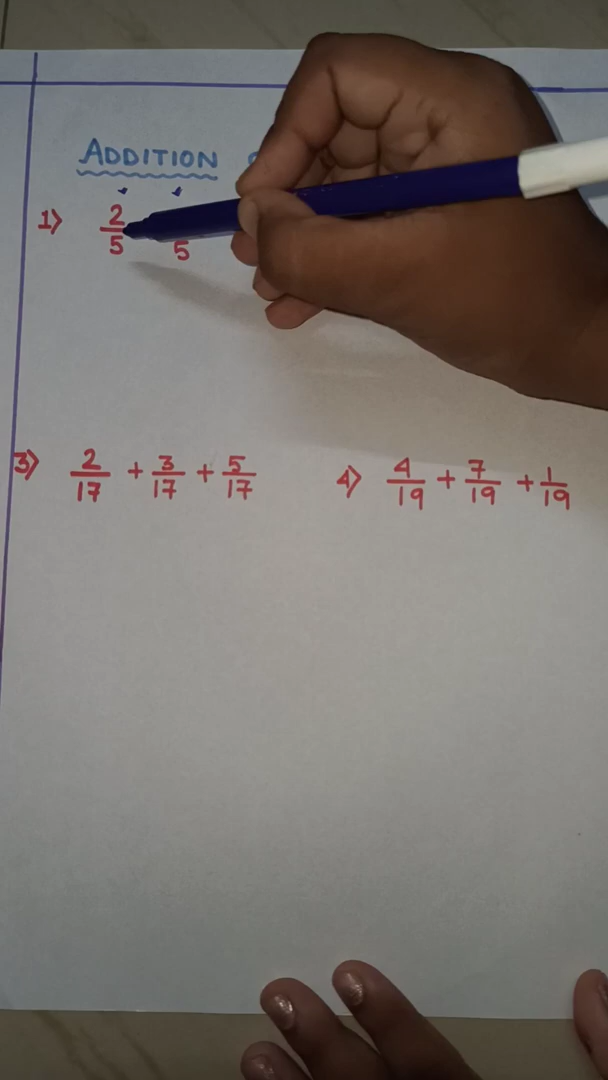 ADDITION
1) 2/5 5
3) 2/17 + 3/17 + 5/17
4) 4/19 + 7/19 + 1/19